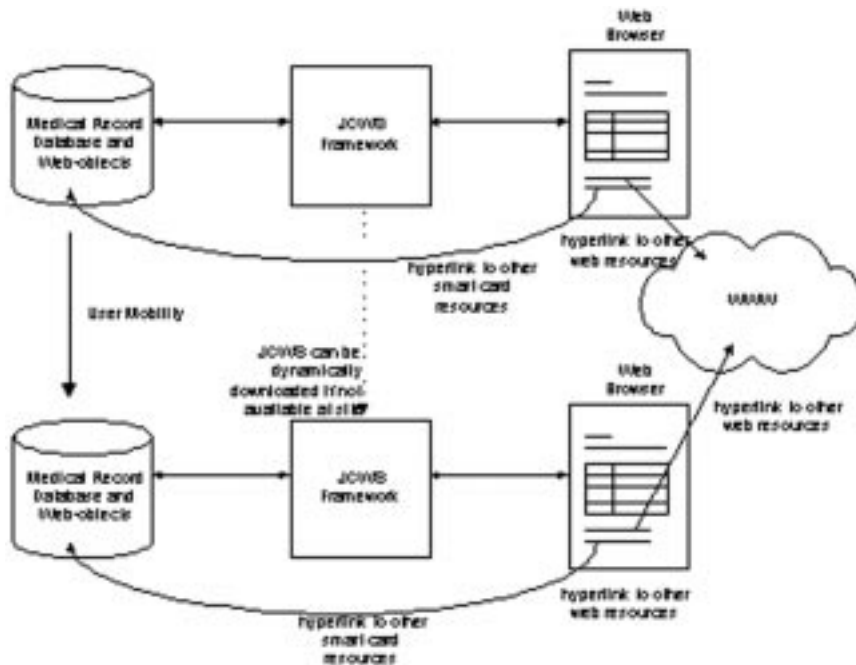 Web
Browser
Medical Record
Database and
Web-objects
JCWS
Framework
hyperlink to other
web resources
hyperlink to other
smart-card
resources
WWW
User Mobility
JCWS can be
dynamically
downloaded if not
available at site
Web
Browser
hyperlink to other
web resources
Medical Record
Database and
Web-objects
JCWS
Framework
hyperlink to other
web resources
hyperlink to other
smart-card
resources